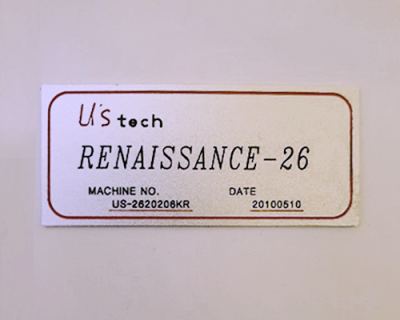 U's tech
RENAISSANCE-26
MACHINE NO. DATE
US-2620206KR 20100510